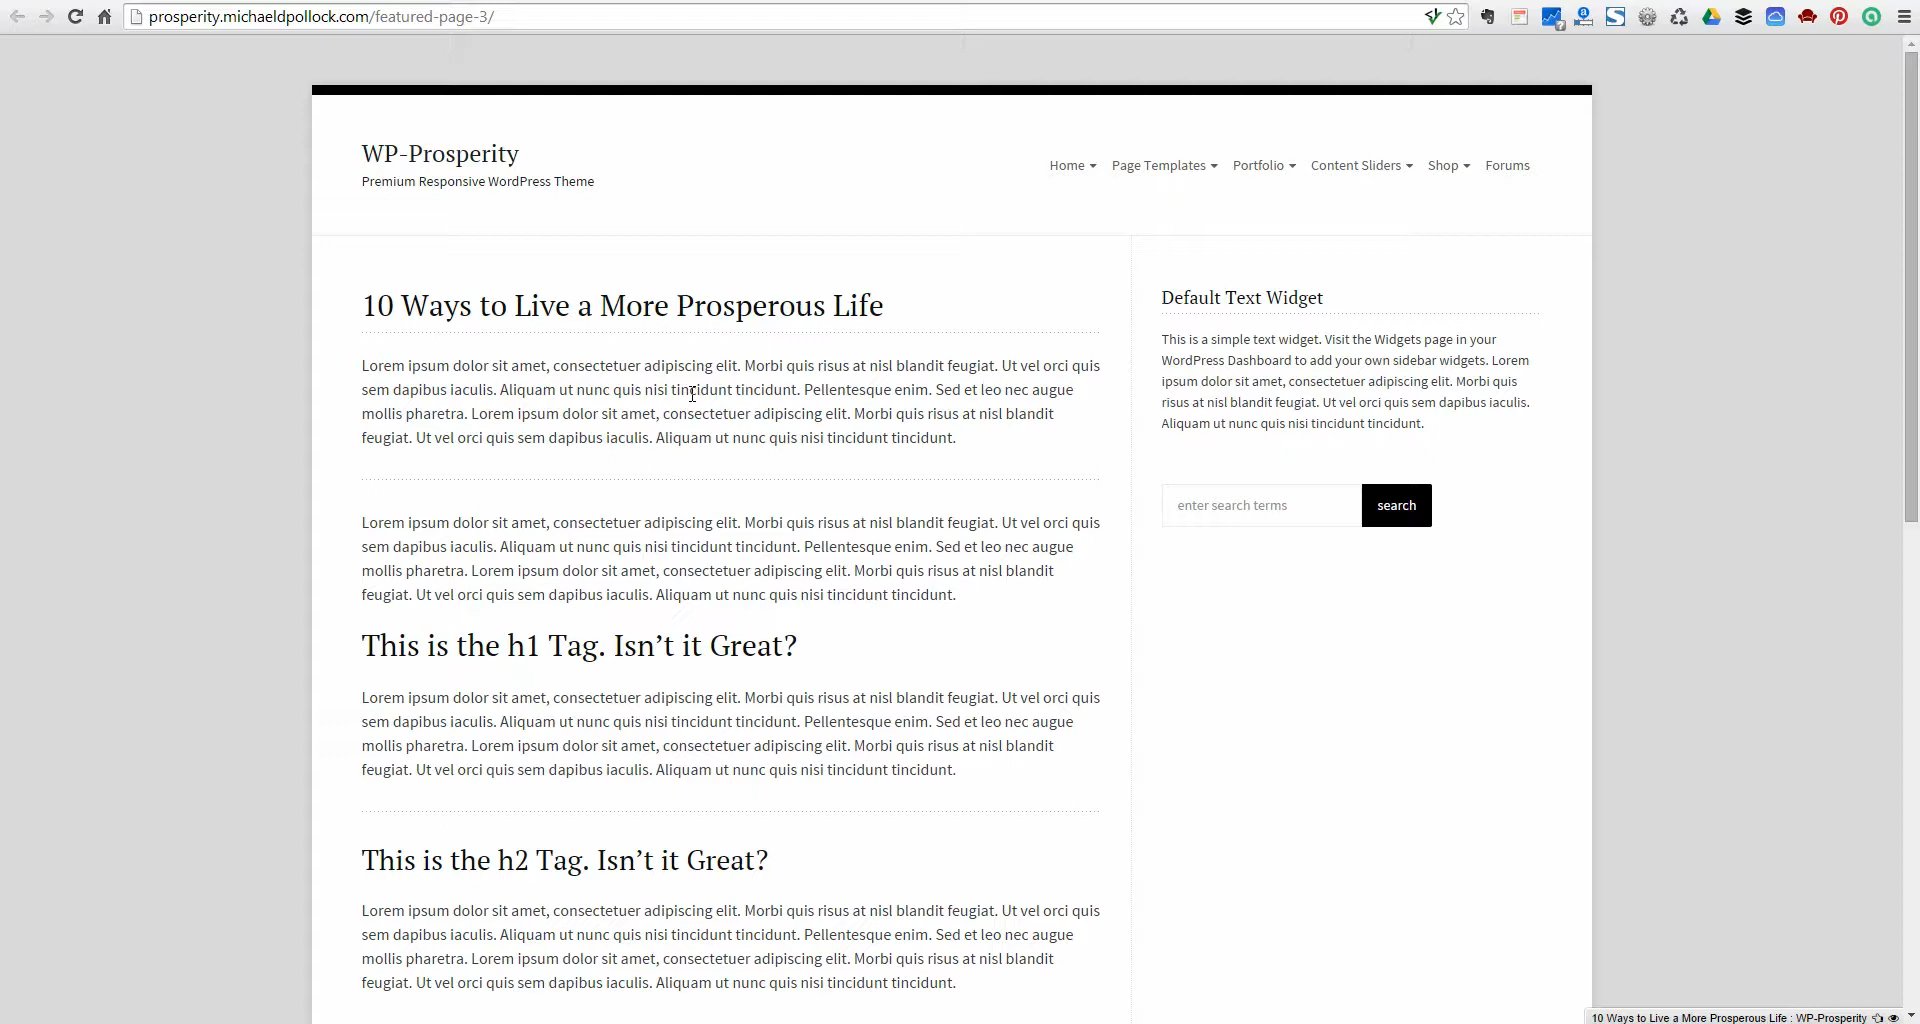 prosperity.michaeldpollock.com/featured-page-3/
WP-Prosperity
Premium Responsive WordPress Theme
Home Page Templates Portfolio Content Sliders Shop Forums
10 Ways to Live a More Prosperous Life
Lorem ipsum dolor sit amet, consectetuer adipiscing elit. Morbi quis risus at nisl blandit feugiat. Ut vel orci quis
sem dapibus iaculis. Aliquam ut nunc quis nisi tincidunt tincidunt. Pellentesque enim. Sed et leo nec augue
mollis pharetra. Lorem ipsum dolor sit amet, consectetuer adipiscing elit. Morbi quis risus at nisl blandit
feugiat. Ut vel orci quis sem dapibus iaculis. Aliquam ut nunc quis nisi tincidunt tincidunt.
Lorem ipsum dolor sit amet, consectetuer adipiscing elit. Morbi quis risus at nisl blandit feugiat. Ut vel orci quis
sem dapibus iaculis. Aliquam ut nunc quis nisi tincidunt tincidunt. Pellentesque enim. Sed et leo nec augue
mollis pharetra. Lorem ipsum dolor sit amet, consectetuer adipiscing elit. Morbi quis risus at nisl blandit
feugiat. Ut vel orci quis sem dapibus iaculis. Aliquam ut nunc quis nisi tincidunt tincidunt.
This is the h1 Tag. Isn’t it Great?
Lorem ipsum dolor sit amet, consectetuer adipiscing elit. Morbi quis risus at nisl blandit feugiat. Ut vel orci quis
sem dapibus iaculis. Aliquam ut nunc quis nisi tincidunt tincidunt. Pellentesque enim. Sed et leo nec augue
mollis pharetra. Lorem ipsum dolor sit amet, consectetuer adipiscing elit. Morbi quis risus at nisl blandit
feugiat. Ut vel orci quis sem dapibus iaculis. Aliquam ut nunc quis nisi tincidunt tincidunt.
This is the h2 Tag. Isn’t it Great?
Lorem ipsum dolor sit amet, consectetuer adipiscing elit. Morbi quis risus at nisl blandit feugiat. Ut vel orci quis
sem dapibus iaculis. Aliquam ut nunc quis nisi tincidunt tincidunt. Pellentesque enim. Sed et leo nec augue
mollis pharetra. Lorem ipsum dolor sit amet, consectetuer adipiscing elit. Morbi quis risus at nisl blandit
feugiat. Ut vel orci quis sem dapibus iaculis. Aliquam ut nunc quis nisi tincidunt tincidunt.
Default Text Widget
This is a simple text widget. Visit the Widgets page in your
WordPress Dashboard to add your own sidebar widgets. Lorem
ipsum dolor sit amet, consectetuer adipiscing elit. Morbi quis
risus at nisl blandit feugiat. Ut vel orci quis sem dapibus iaculis.
Aliquam ut nunc quis nisi tincidunt tincidunt.
enter search terms search
10 Ways to Live a More Prosperous Life : WP-Prosperity